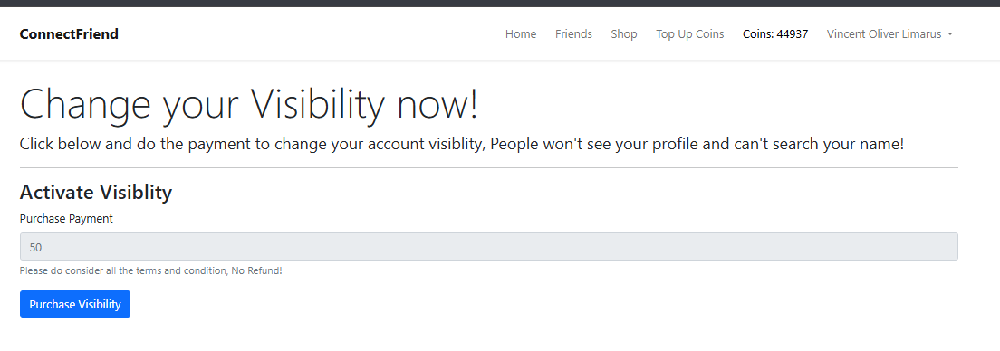 ConnectFriend Home Friends Shop Top Up Coins Coins: 44937 Vincent Oliver Limarus
Change your Visibility now!
Click below and do the payment to change your account visiblity, People won't see your profile and can't search your name!
Activate Visiblity
Purchase Payment
50
Please do consider all the terms and condition, No Refund!
Purchase Visibility